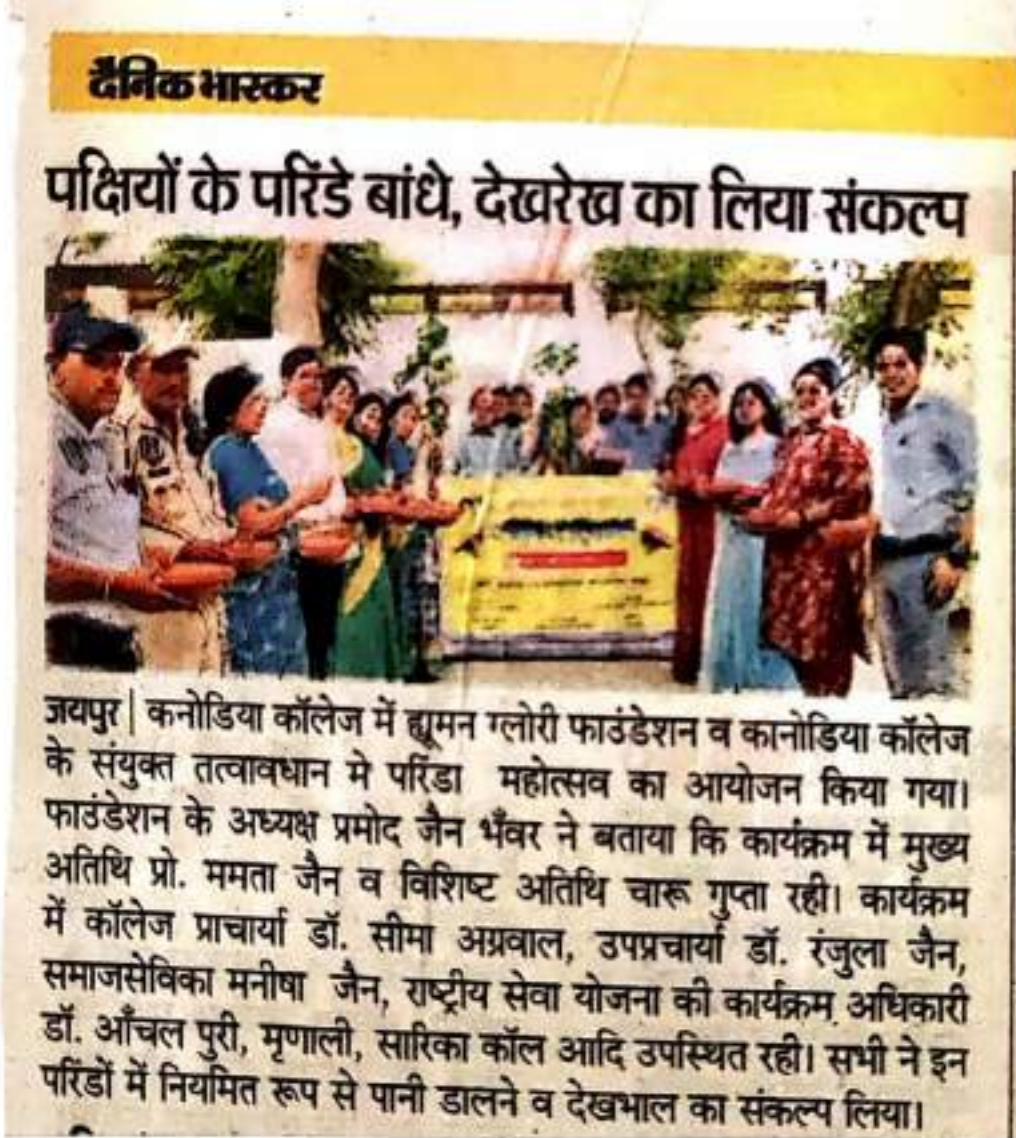 दैनिक भास्कर
पक्षियों के परिंडे बांधे, देखरेख का लिया संकल्प
जयपुर | कनोडिया कॉलेज में ह्यूमन ग्लोरी फाउंडेशन व कानोडिया कॉलेज
के संयुक्त तत्वावधान मे परिंडा महोत्सव का आयोजन किया गया।
फाउंडेशन के अध्यक्ष प्रमोद जैन भँवर ने बताया कि कार्यक्रम में मुख्य
अतिथि प्रो. ममता जैन व विशिष्ट अतिथि चारू गुप्ता रही। कार्यक्रम
में कॉलेज प्राचार्या डॉ. सीमा अग्रवाल, उपप्रचार्या डॉ. रंजुला जैन,
समाजसेविका मनीषा जैन, राष्ट्रीय सेवा योजना की कार्यक्रम अधिकारी
डॉ. आँचल पुरी, मृणाली, सारिका कॉल आदि उपस्थित रही। सभी ने इन
परिंडों में नियमित रूप से पानी डालने व देखभाल का संकल्प लिया।